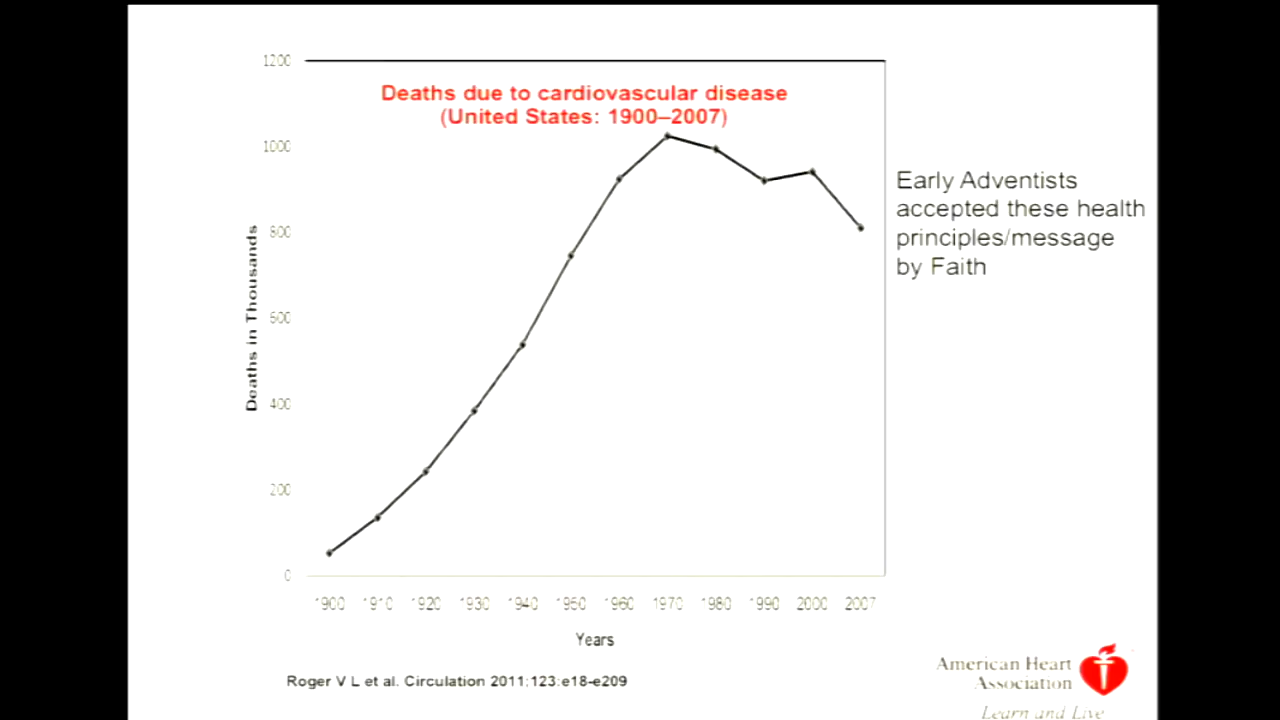 1200
Deaths due to cardiovascular disease
(United States: 1900–2007)
1000
800
600
400
200
0
Deaths in Thousands
1900 1910 1920 1930 1940 1950 1960 1970 1980 1990 2000 2007
Years
Early Adventists
accepted these health
principles/message
by Faith
Roger V L et al. Circulation 2011;123:e18-e209
American Heart
Association
Learn and Live